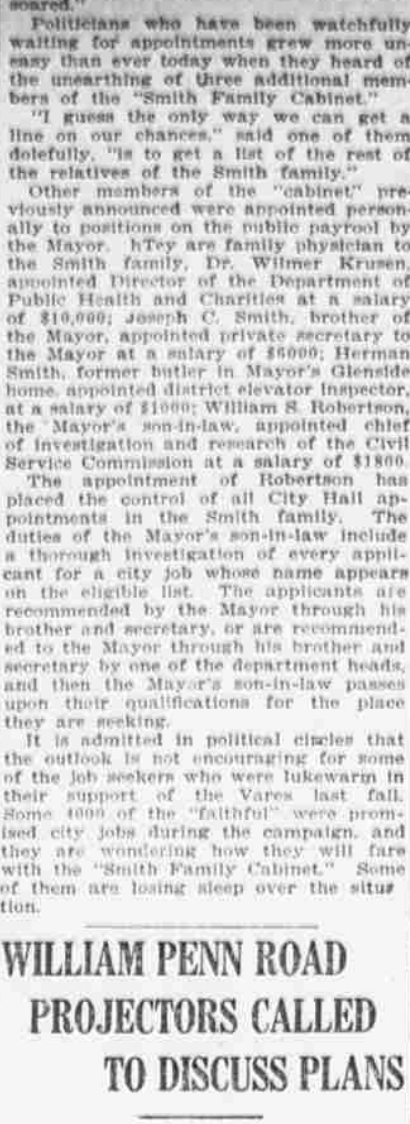 soared."
Politicians who have been watchfully
waiting for appointments grew more un-
easy than ever today when they heard of
the unearthing of three additional mem-
bers of the "Smith Family Cabinet."
"I guess the only way we can get a
line on our chances," said one of them
dolefully, "is to get a list of the rest of
the relatives of the Smith family."
Other members of the "cabinet" pre-
viously announced were appointed person-
ally to positions on the public payrool by
the Mayor. hTey are family physician to
the Smith family, Dr. Wilmer Krusen,
appointed Director of the Department of
Public Health and Charities at a salary
of $10,000; Joseph C. Smith, brother of
the Mayor, appointed private secretary to
the Mayor at a salary of $6000; Herman
Smith, former butler in Mayor's Glenside
home, appointed district elevator inspector,
at a salary of $1000; William S. Robertson,
the Mayor's son-in-law, appointed chief
of investigation and research of the Civil
Service Commission at a salary of $1800.
The appointment of Robertson has
placed the control of all City Hall ap-
pointments in the Smith family. The
duties of the Mayor's son-in-law include
a thorough investigation of every appli-
cant for a city job whose name appears
on the eligible list. The applicants are
recommended by the Mayor through his
brother and secretary, or are recommend-
ed to the Mayor through his brother and
secretary by one of the department heads,
and then the Mayor's son-in-law passes
upon their qualifications for the place
they are seeking.
It is admitted in political circles that
the outlook is not encouraging for some
of the job seekers who were lukewarm in
their support of the Vares last fall.
Some 4000 of the "faithful" were prom-
ised city jobs during the campaign, and
they are wondering how they will fare
with the "Smith Family Cabinet." Some
of them are losing sleep over the situa
tion.
WILLIAM PENN ROAD
PROJECTORS CALLED
TO DISCUSS PLANS